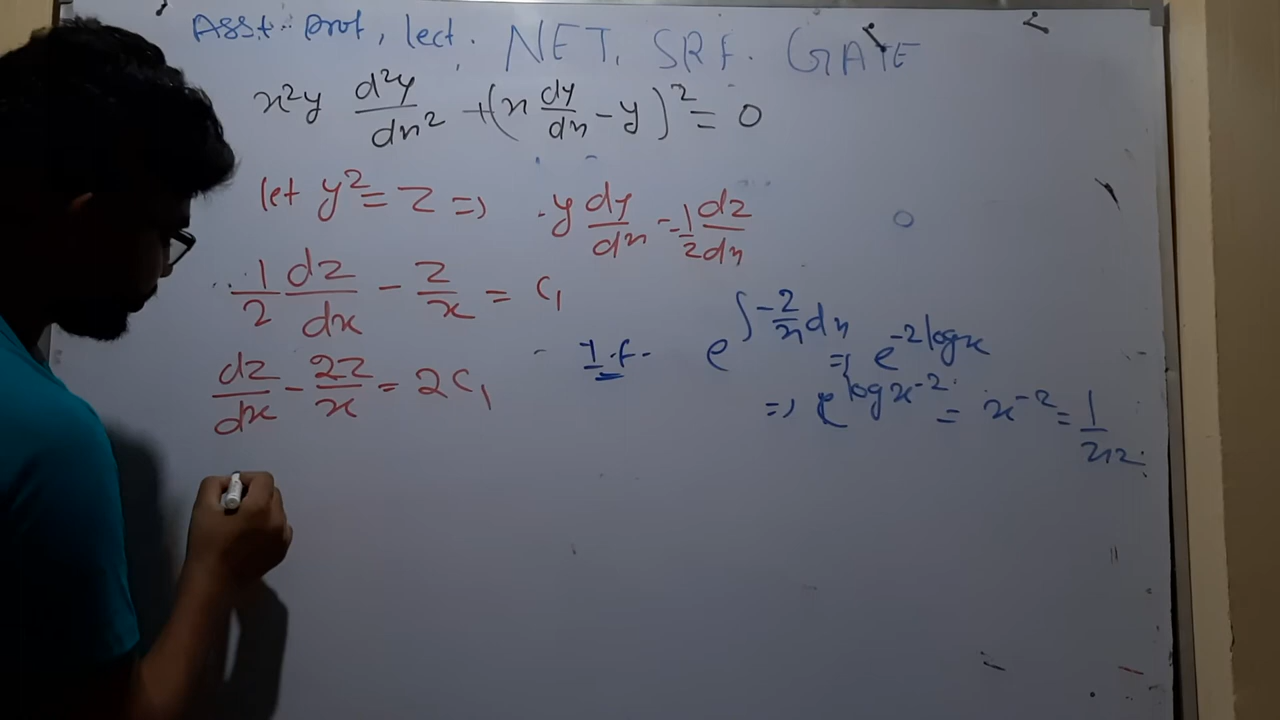 Asst. prof, lect. NET, SRF. GATE
x²y d²y/dx² + (x dy/dx - y)² = 0
let y² = z => y dy/dx = 1/2 dz/dx
1/2 dz/dx - z/x = c₁
dz/dx - 2z/x = 2c₁
I.f. e^∫-2/x dx => e^-2logx
=> e^logx^-2 = x^-2 = 1/x²